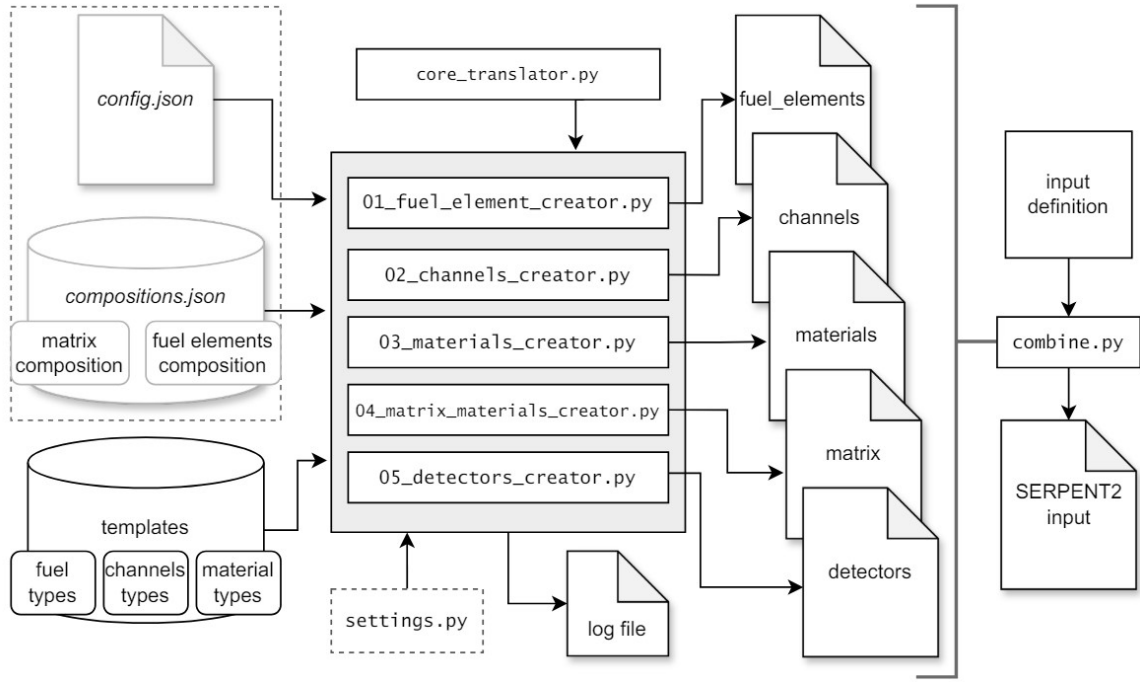 config.json
compositions.json
matrix
composition
fuel elements
composition
templates
fuel
types
channels
types
material
types
core_translator.py
01_fuel_element_creator.py
02_channels_creator.py
03_materials_creator.py
04_matrix_materials_creator.py
05_detectors_creator.py
settings.py
log file
fuel_elements
channels
materials
matrix
detectors
input
definition
combine.py
SERPENT2
input